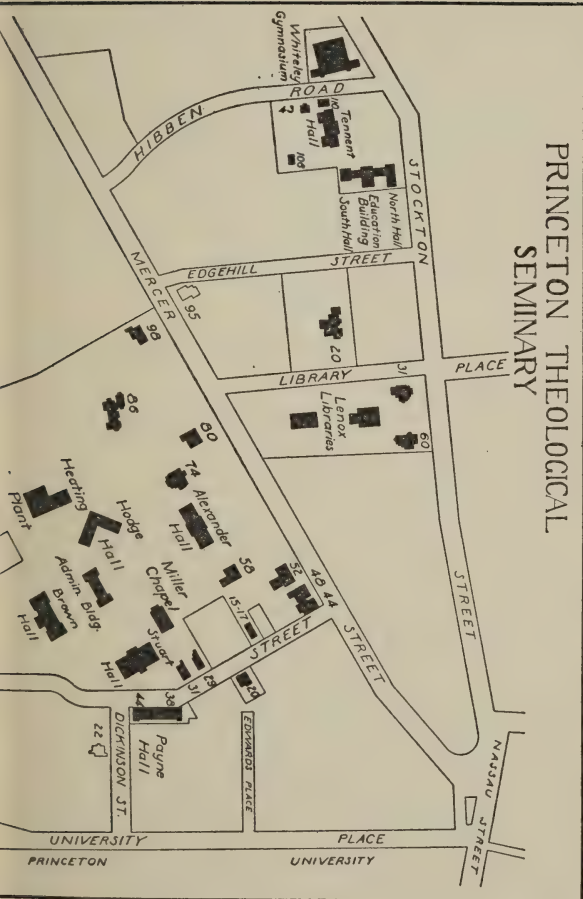 PRINCETON THEOLOGICAL
SEMINARY
Whiteley
Gymnasium
HIBBEN
ROAD
110
Tennent
Hall
?
108
STOCKTON
North Hall
Education
Building
South Hall
MERCER
EDGEHILL
STREET
95
98
20
LIBRARY
PLACE
31
Lenox
Libraries
60
86
80
74
Alexander
Hall
Heating
Plant
Hodge
Hall
Admin. Bldg.
Brown
Hall
Miller
Chapel
Stuart
Hall
58
52
48 44
15-17
STREET
STREET
STREET
29
31
20
44
38
Payne
Hall
22
DICKINSON ST.
EDWARDS PLACE
NASSAU
STREET
UNIVERSITY
PLACE
PRINCETON
UNIVERSITY